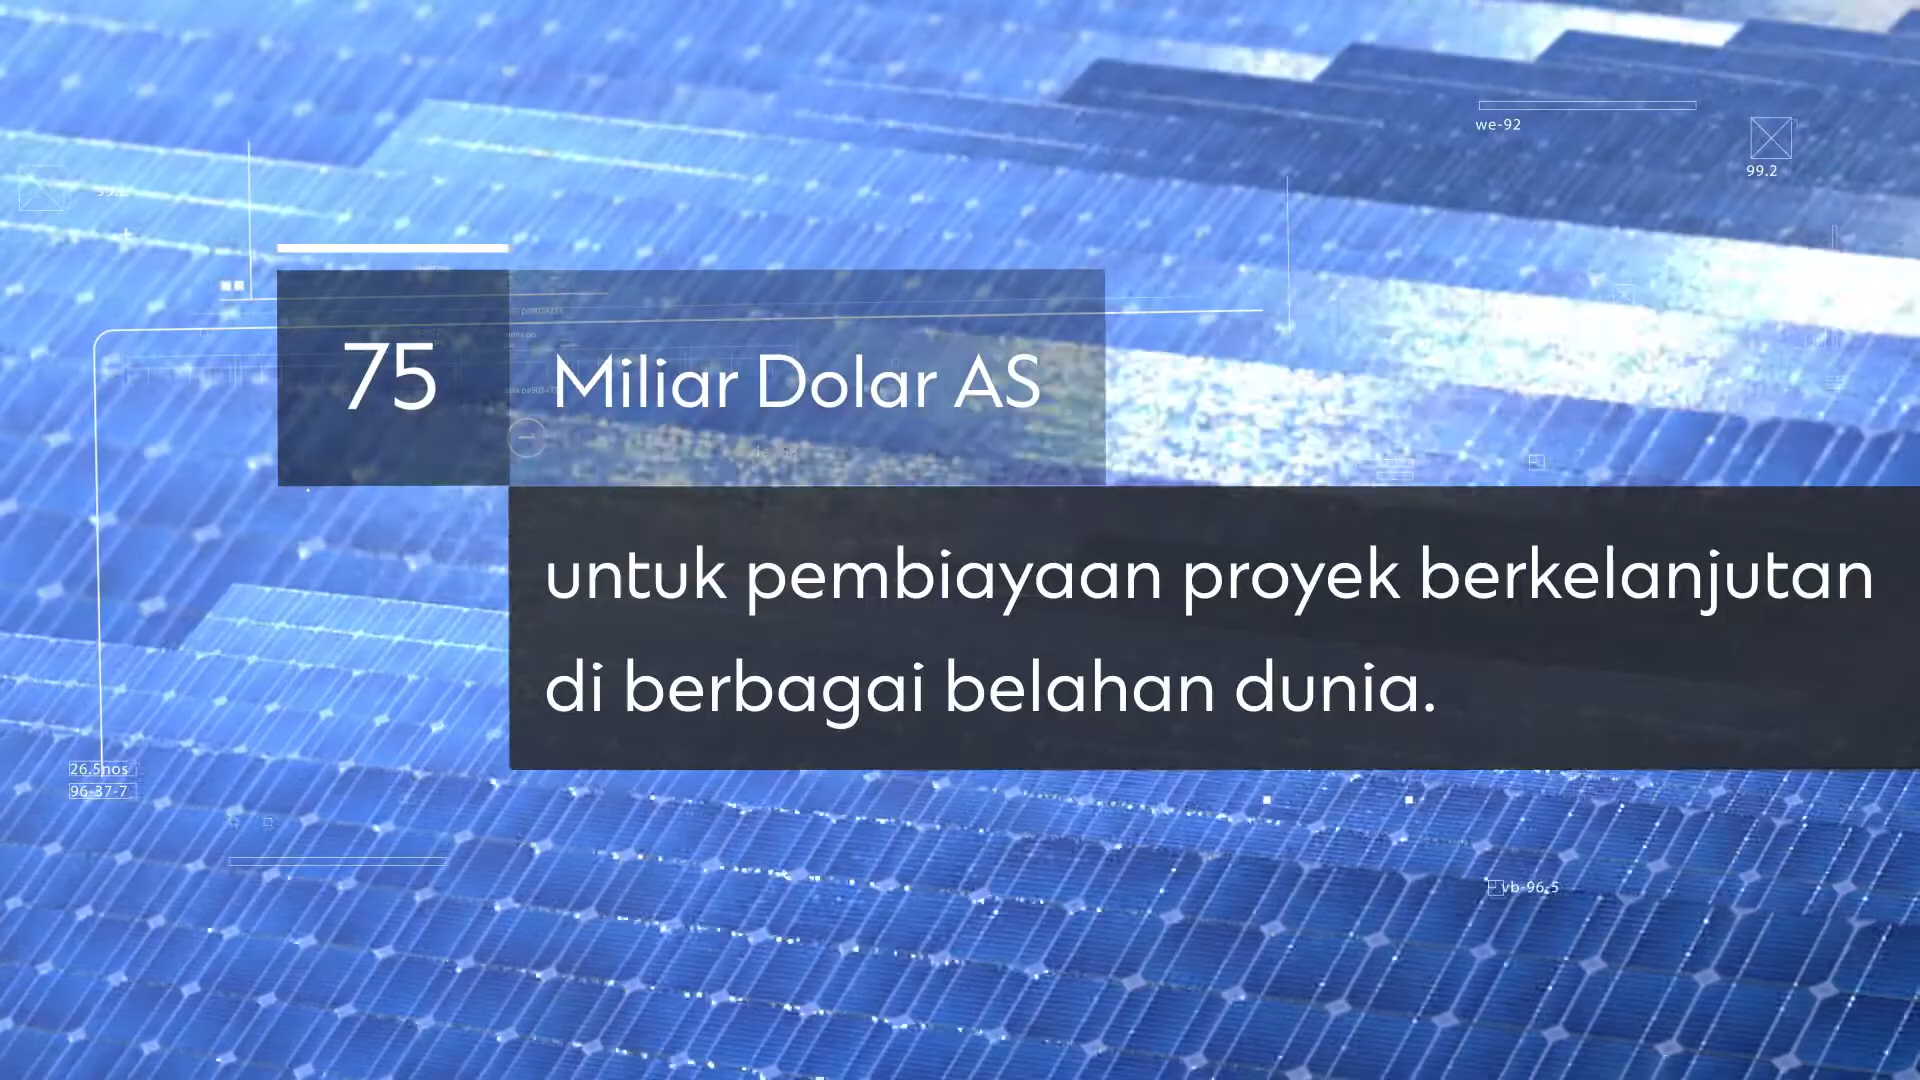 we-92
99.2
75 Miliar Dolar AS
untuk pembiayaan proyek berkelanjutan
di berbagai belahan dunia.
26.5nos
96-37-7
vb-96-5